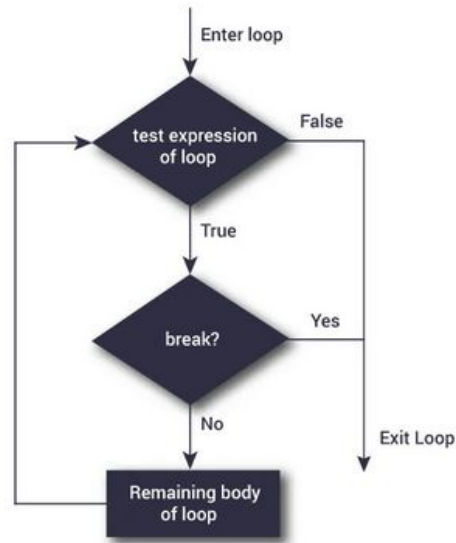 Enter loop
test expression
of loop
False
True
break?
Yes
No
Exit Loop
Remaining body
of loop